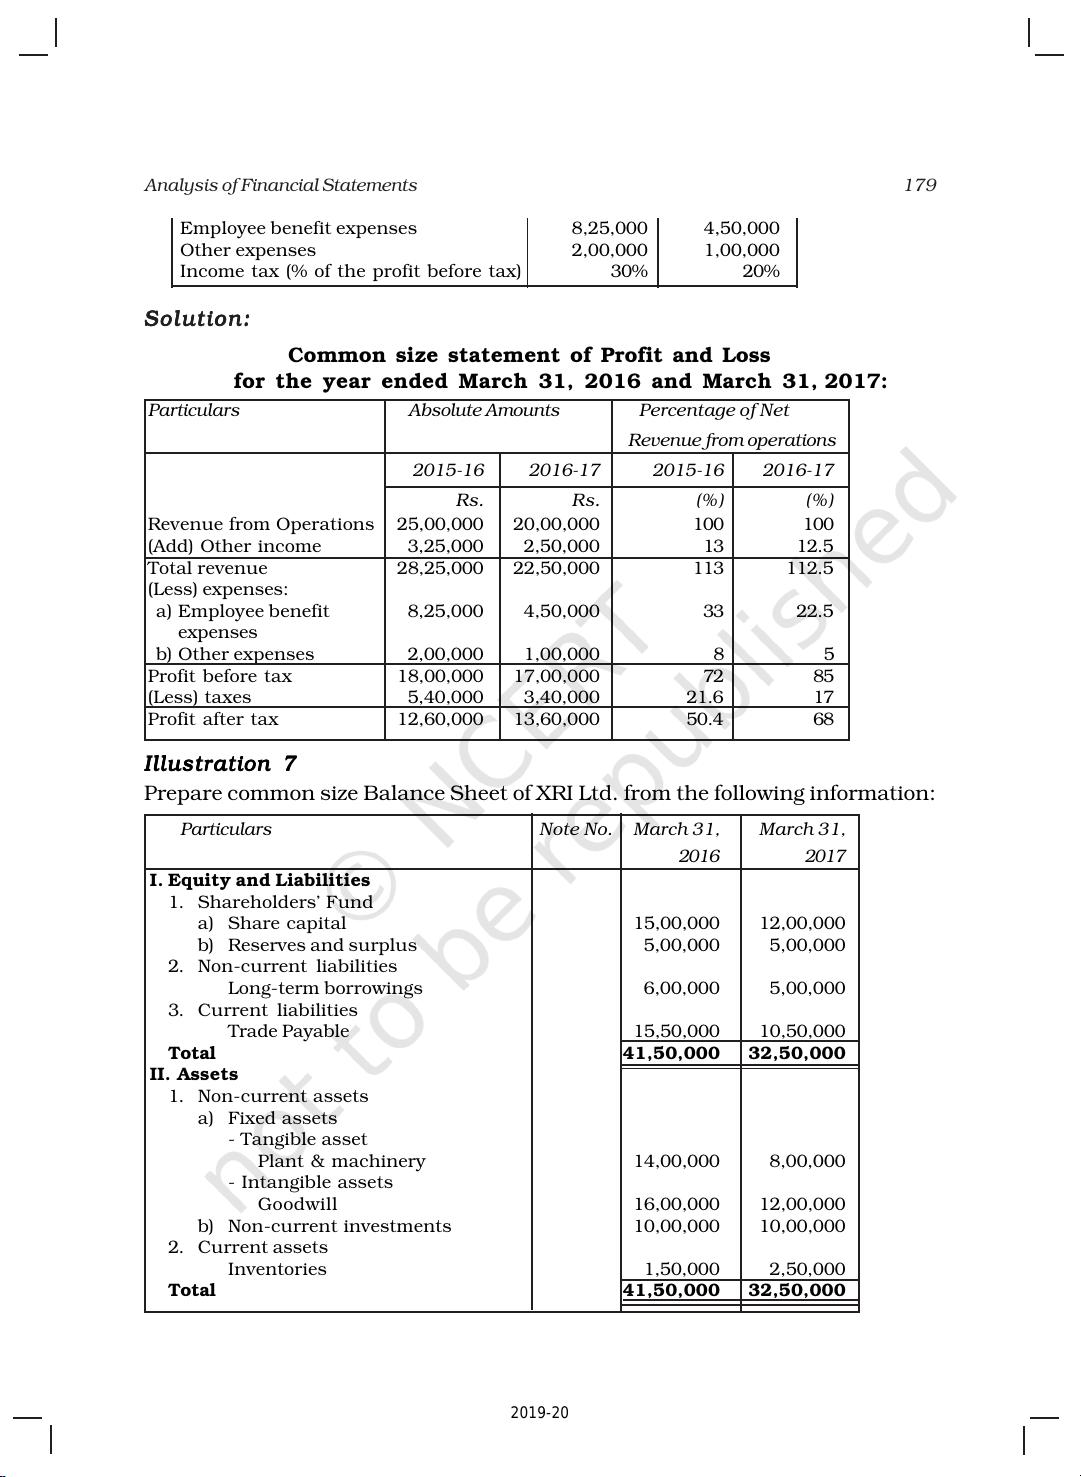 Analysis of Financial Statements 179
Employee benefit expenses 8,25,000 4,50,000
Other expenses 2,00,000 1,00,000
Income tax (% of the profit before tax) 30% 20%
Solution:
Common size statement of Profit and Loss
for the year ended March 31, 2016 and March 31, 2017:
Particulars Absolute Amounts Percentage of Net
Revenue from operations
2015-16 2016-17 2015-16 2016-17
Rs. Rs. (%) (%)
Revenue from Operations 25,00,000 20,00,000 100 100
(Add) Other income 3,25,000 2,50,000 13 12.5
Total revenue 28,25,000 22,50,000 113 112.5
(Less) expenses:
a) Employee benefit 8,25,000 4,50,000 33 22.5
expenses
b) Other expenses 2,00,000 1,00,000 8 5
Profit before tax 18,00,000 17,00,000 72 85
(Less) taxes 5,40,000 3,40,000 21.6 17
Profit after tax 12,60,000 13,60,000 50.4 68
Illustration 7
Prepare common size Balance Sheet of XRI Ltd. from the following information:
Particulars Note No. March 31, March 31,
2016 2017
I. Equity and Liabilities
1. Shareholders' Fund
a) Share capital 15,00,000 12,00,000
b) Reserves and surplus 5,00,000 5,00,000
2. Non-current liabilities
Long-term borrowings 6,00,000 5,00,000
3. Current liabilities
Trade Payable 15,50,000 10,50,000
Total 41,50,000 32,50,000
II. Assets
1. Non-current assets
a) Fixed assets
- Tangible asset
Plant & machinery 14,00,000 8,00,000
- Intangible assets
Goodwill 16,00,000 12,00,000
b) Non-current investments 10,00,000 10,00,000
2. Current assets
Inventories 1,50,000 2,50,000
Total 41,50,000 32,50,000
© NCERT
not to be republished
2019-20